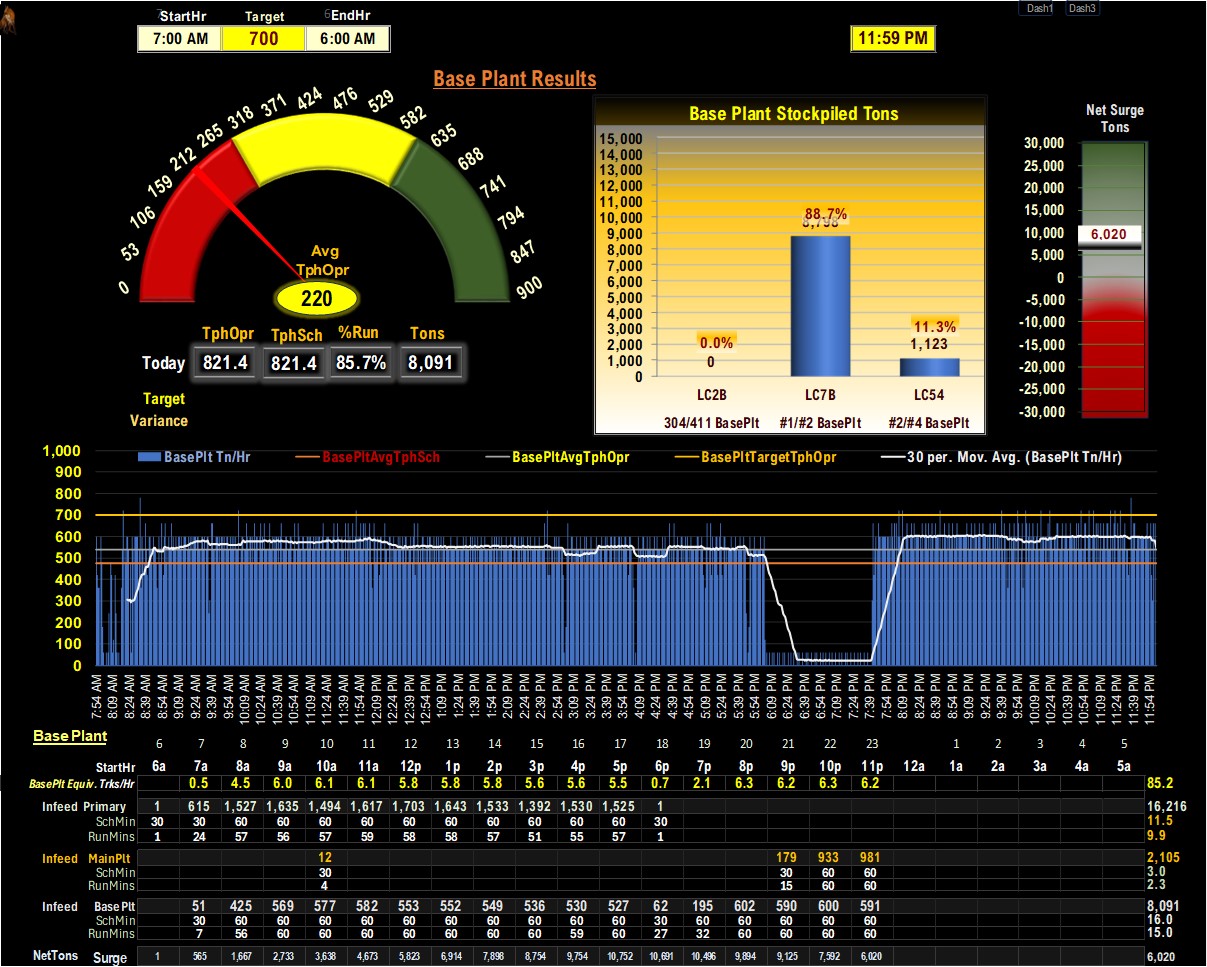 Dash1 Dash3
StartHr Target EndHr
7:00 AM 700 6:00 AM
11:59 PM
Base Plant Results
0 53 106 159 212 265 318 371 424 476 529 582 635 688 741 794 847 900
Avg
TphOpr
220
TphOpr TphSch %Run Tons
Today 821.4 821.4 85.7% 8,091
Target
Variance
Base Plant Stockpiled Tons
15,000
14,000
13,000
12,000
11,000
10,000
9,000
8,000
7,000
6,000
5,000
4,000
3,000
2,000
1,000
0
88.7%
8,798
11.3%
1,123
0.0%
0
LC2B LC7B LC54
304/411 BasePlt #1/#2 BasePlt #2/#4 BasePlt
Net Surge
Tons
30,000
25,000
20,000
15,000
10,000
5,000
0
-5,000
-10,000
-15,000
-20,000
-25,000
-30,000
6,020
BasePlt Tn/Hr BasePltAvgTphSch BasePltAvgTphOpr BasePltTargetTphOpr 30 per. Mov. Avg. (BasePlt Tn/Hr)
1,000
900
800
700
600
500
400
300
200
100
0
7:54 AM 8:09 AM 8:24 AM 8:39 AM 8:54 AM 9:09 AM 9:24 AM 9:39 AM 9:54 AM 10:09 AM 10:24 AM 10:39 AM 10:54 AM 11:09 AM 11:24 AM 11:39 AM 11:54 AM 12:09 PM 12:24 PM 12:39 PM 12:54 PM 1:09 PM 1:24 PM 1:39 PM 1:54 PM 2:09 PM 2:24 PM 2:39 PM 2:54 PM 3:09 PM 3:24 PM 3:39 PM 3:54 PM 4:09 PM 4:24 PM 4:39 PM 4:54 PM 5:09 PM 5:24 PM 5:39 PM 5:54 PM 6:09 PM 6:24 PM 6:39 PM 6:54 PM 7:09 PM 7:24 PM 7:39 PM 7:54 PM 8:09 PM 8:24 PM 8:39 PM 8:54 PM 9:09 PM 9:24 PM 9:39 PM 9:54 PM 10:09 PM 10:24 PM 10:39 PM 10:54 PM 11:09 PM 11:24 PM 11:39 PM 11:54 PM
Base Plant
6 7 8 9 10 11 12 13 14 15 16 17 18 19 20 21 22 23 1 2 3 4 5
StartHr 6a 7a 8a 9a 10a 11a 12p 1p 2p 3p 4p 5p 6p 7p 8p 9p 10p 11p 12a 1a 2a 3a 4a 5a
BasePlt Equiv. Trks/Hr 0.5 4.5 6.0 6.1 6.1 5.8 5.8 5.8 5.6 5.6 5.5 0.7 2.1 6.3 6.2 6.3 6.2 85.2
Infeed Primary 1 615 1,527 1,635 1,494 1,617 1,703 1,643 1,533 1,392 1,530 1,525 1 16,216
SchMin 30 30 60 60 60 60 60 60 60 60 60 60 30 11.5
RunMins 1 24 57 56 57 59 58 58 57 51 55 57 1 9.9
Infeed MainPlt 12 179 933 981 2,105
SchMin 30 30 60 60 3.0
RunMins 4 15 60 60 2.3
Infeed BasePlt 51 425 569 577 582 553 552 549 536 530 527 62 195 602 590 600 591 8,091
SchMin 30 60 60 60 60 60 60 60 60 60 60 30 60 60 60 60 60 16.0
RunMins 7 56 60 60 60 60 60 60 60 59 60 27 32 60 60 60 60 15.0
NetTons Surge 1 565 1,667 2,733 3,638 4,673 5,823 6,914 7,898 8,754 9,754 10,752 10,691 10,496 9,894 9,125 7,592 6,020 6,020